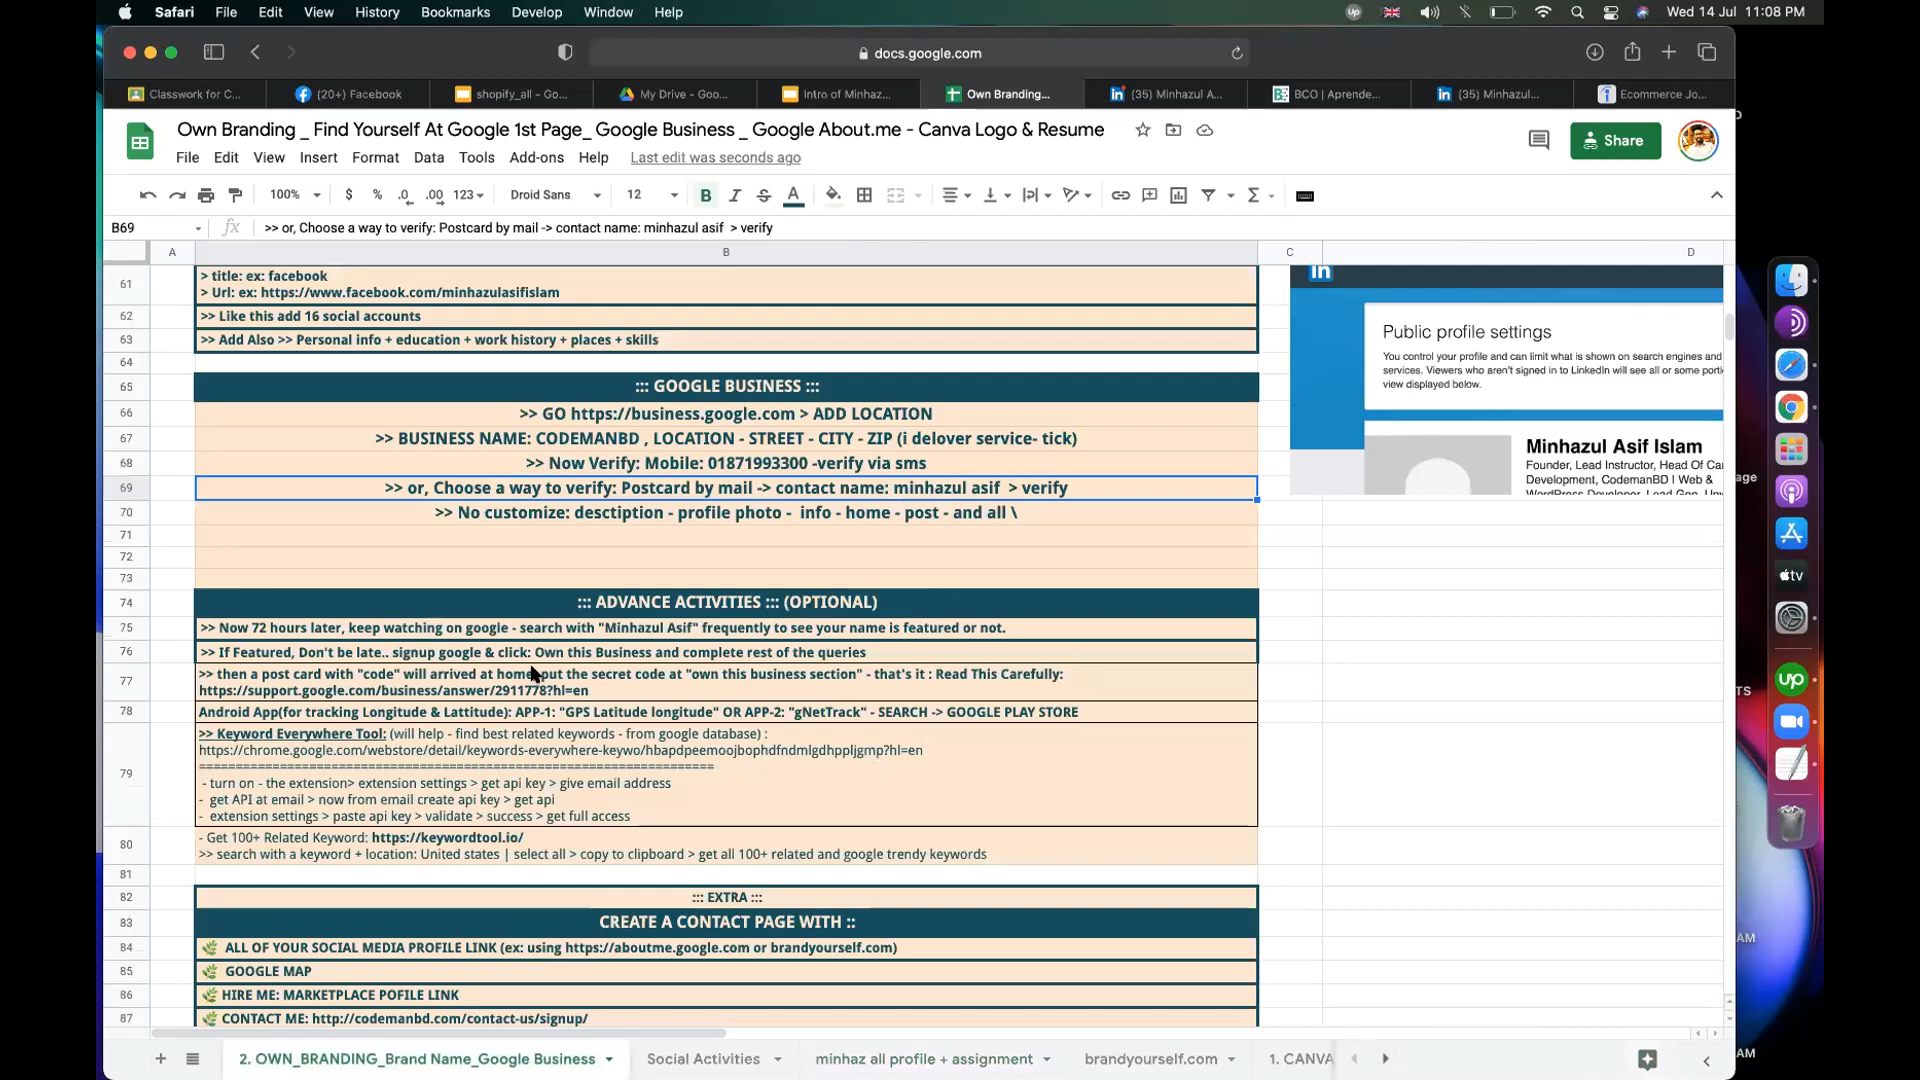 Safari File Edit View History Bookmarks Develop Window Help
Wed 14 Jul 11:08 PM
docs.google.com
Classwork for C...
(20+) Facebook
shopify_all - Go...
My Drive - Goo...
Intro of Minhaz...
Own Branding...
(35) Minhazul A...
BCO | Aprende...
(35) Minhazul...
Ecommerce Jo...
Own Branding _ Find Yourself At Google 1st Page_ Google Business _ Google About.me - Canva Logo & Resume
Share
File Edit View Insert Format Data Tools Add-ons Help Last edit was seconds ago
100% $ % .0 .00 123 Droid Sans 12 B I S A
B69 fx >> or, Choose a way to verify: Postcard by mail -> contact name: minhazul asif > verify
A B C D
61 > title: ex: facebook
> Url: ex: https://www.facebook.com/minhazulasifislam
62 >> Like this add 16 social accounts
63 >> Add Also >> Personal info + education + work history + places + skills
64
65 ::: GOOGLE BUSINESS :::
66 >> GO https://business.google.com > ADD LOCATION
67 >> BUSINESS NAME: CODEMANBD , LOCATION - STREET - CITY - ZIP (i delover service- tick)
68 >> Now Verify: Mobile: 01871993300 -verify via sms
69 >> or, Choose a way to verify: Postcard by mail -> contact name: minhazul asif > verify
70 >> No customize: desctiption - profile photo - info - home - post - and all \
71
72
73
74 ::: ADVANCE ACTIVITIES ::: (OPTIONAL)
75 >> Now 72 hours later, keep watching on google - search with "Minhazul Asif" frequently to see your name is featured or not.
76 >> If Featured, Don't be late.. signup google & click: Own this Business and complete rest of the queries
77 >> then a post card with "code" will arrived at home, put the secret code at "own this business section" - that's it : Read This Carefully:
https://support.google.com/business/answer/2911778?hl=en
78 Android App(for tracking Longitude & Lattitude): APP-1: "GPS Latitude longitude" OR APP-2: "gNetTrack" - SEARCH -> GOOGLE PLAY STORE
79 >> Keyword Everywhere Tool: (will help - find best related keywords - from google database) :
https://chrome.google.com/webstore/detail/keywords-everywhere-keywo/hbapdpeemoojbophdfndmlgdhppljgmp?hl=en
==================================================================
- turn on - the extension> extension settings > get api key > give email address
- get API at email > now from email create api key > get api
- extension settings > paste api key > validate > success > get full access
80 - Get 100+ Related Keyword: https://keywordtool.io/
>> search with a keyword + location: United states | select all > copy to clipboard > get all 100+ related and google trendy keywords
81
82 ::: EXTRA :::
83 CREATE A CONTACT PAGE WITH ::
84 ALL OF YOUR SOCIAL MEDIA PROFILE LINK (ex: using https://aboutme.google.com or brandyourself.com)
85 GOOGLE MAP
86 HIRE ME: MARKETPLACE POFILE LINK
87 CONTACT ME: http://codemanbd.com/contact-us/signup/
in
Public profile settings
You control your profile and can limit what is shown on search engines and
services. Viewers who aren't signed in to LinkedIn will see all or some porti
view displayed below.
Minhazul Asif Islam
Founder, Lead Instructor, Head Of Ca
Development, CodemanBD | Web &
2. OWN_BRANDING_Brand Name_Google Business
Social Activities
minhaz all profile + assignment
brandyourself.com
1. CANVA
tv
up
age
TS
AM
AM